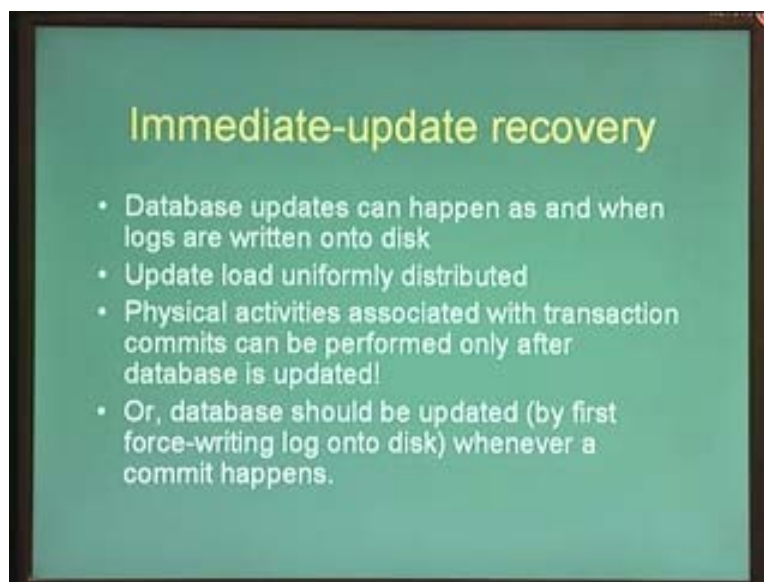 Immediate-update recovery
• Database updates can happen as and when
logs are written onto disk
• Update load uniformly distributed
• Physical activities associated with transaction
commits can be performed only after
database is updated!
• Or, database should be updated (by first
force-writing log onto disk) whenever a
commit happens.